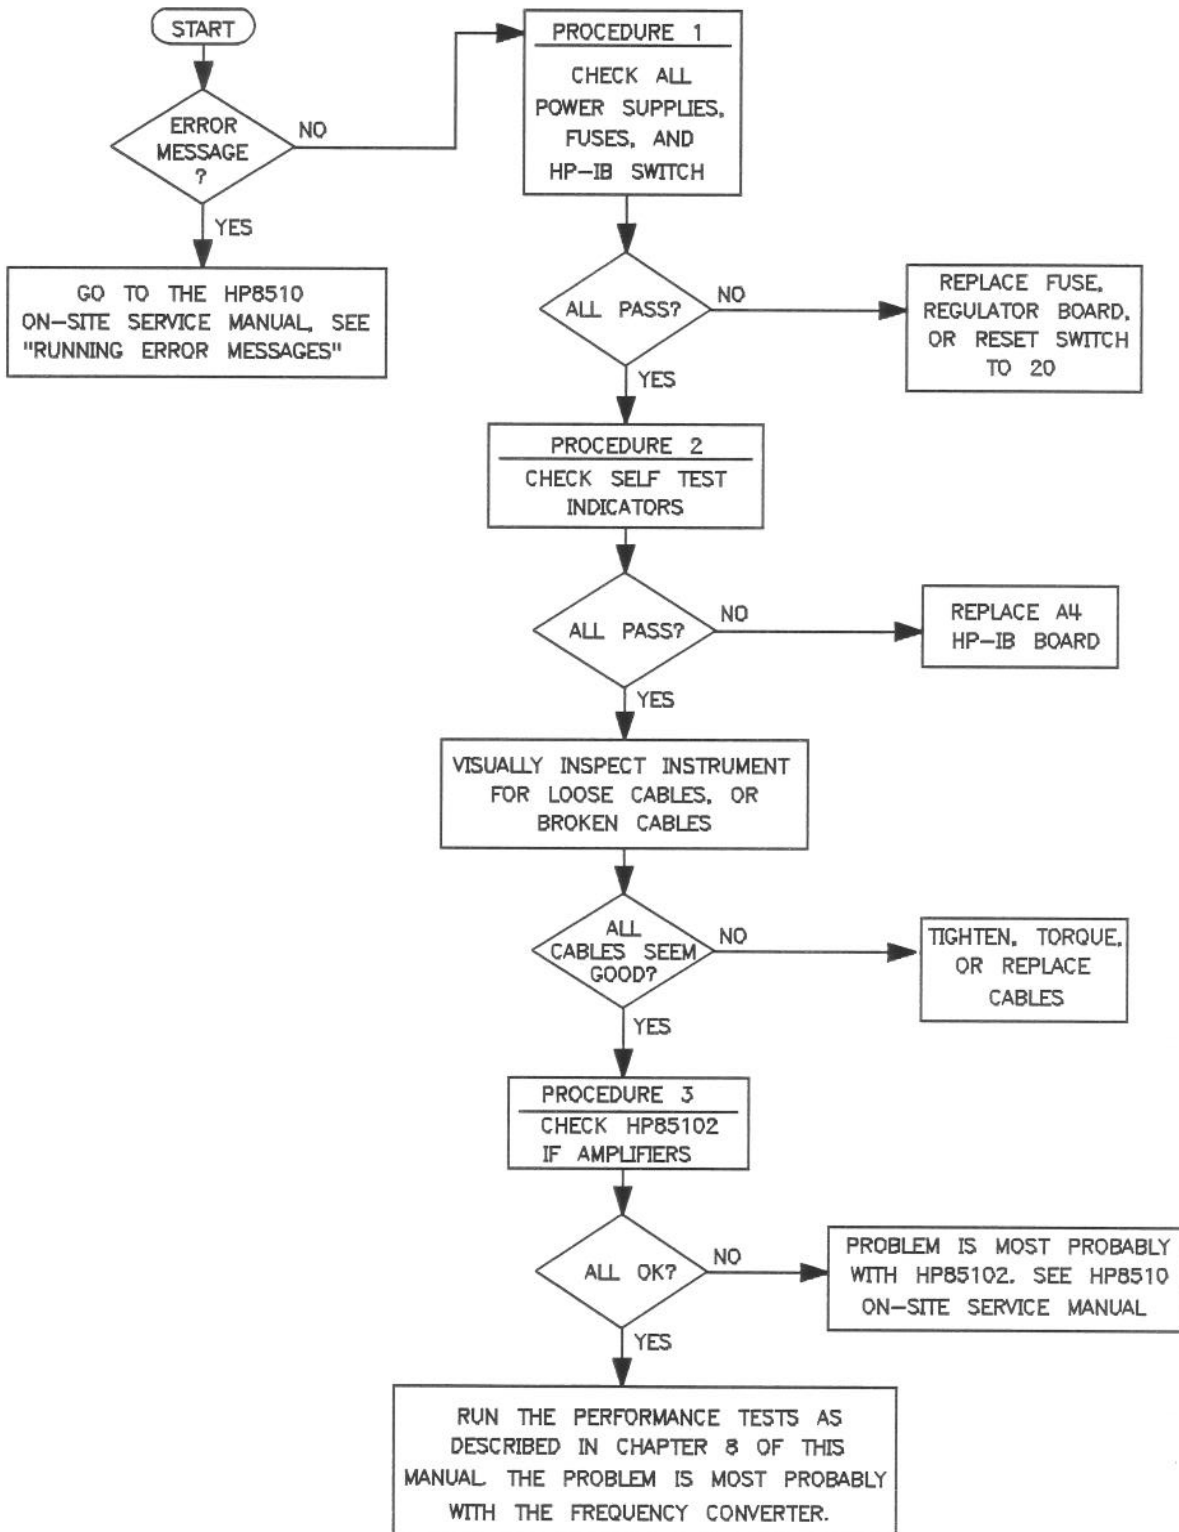 START
ERROR
MESSAGE
?
NO
YES
GO TO THE HP8510
ON-SITE SERVICE MANUAL, SEE
"RUNNING ERROR MESSAGES"
PROCEDURE 1
CHECK ALL
POWER SUPPLIES,
FUSES, AND
HP-IB SWITCH
ALL PASS?
NO
REPLACE FUSE,
REGULATOR BOARD,
OR RESET SWITCH
TO 20
YES
PROCEDURE 2
CHECK SELF TEST
INDICATORS
ALL PASS?
NO
REPLACE A4
HP-IB BOARD
YES
VISUALLY INSPECT INSTRUMENT
FOR LOOSE CABLES, OR
BROKEN CABLES
ALL
CABLES SEEM
GOOD?
NO
TIGHTEN, TORQUE,
OR REPLACE
CABLES
YES
PROCEDURE 3
CHECK HP85102
IF AMPLIFIERS
ALL OK?
NO
PROBLEM IS MOST PROBABLY
WITH HP85102. SEE HP8510
ON-SITE SERVICE MANUAL
YES
RUN THE PERFORMANCE TESTS AS
DESCRIBED IN CHAPTER 8 OF THIS
MANUAL. THE PROBLEM IS MOST PROBABLY
WITH THE FREQUENCY CONVERTER.